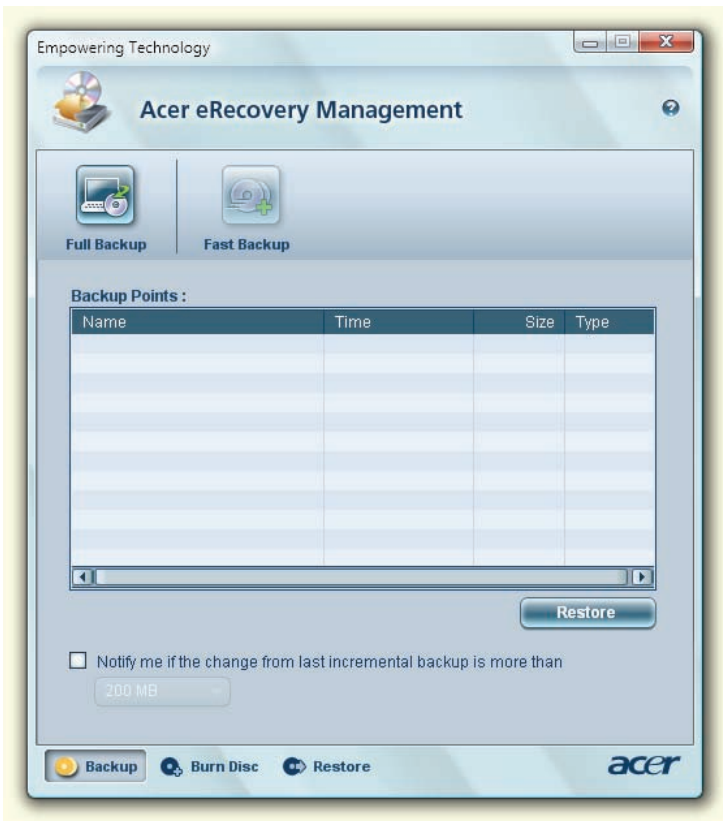 Empowering Technology
Acer eRecovery Management
Full Backup Fast Backup
Backup Points :
Name Time Size Type
Restore
Notify me if the change from last incremental backup is more than
200 MB
Backup Burn Disc Restore acer